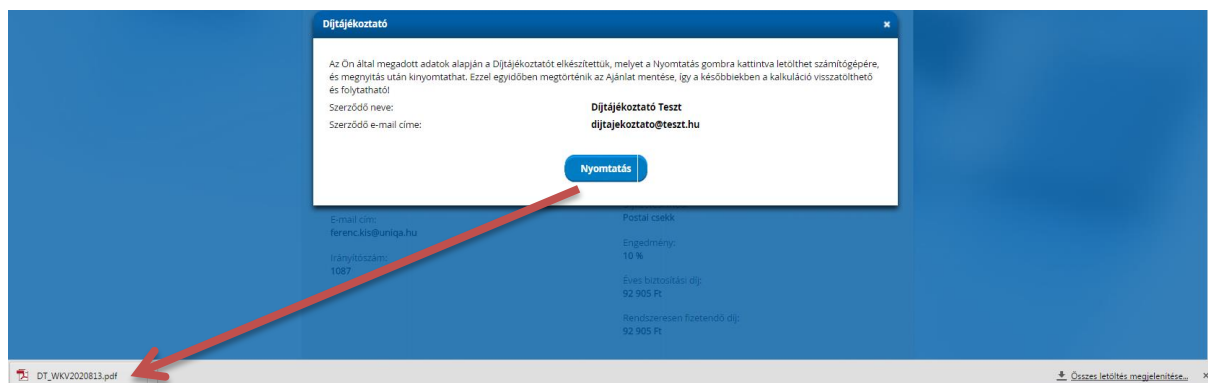 Díjtájékoztató
Az Ön által megadott adatok alapján a Díjtájékoztatót elkészítettük, melyet a Nyomtatás gombra kattintva letölthet számítógépére,
és megnyitás után kinyomtathat. Ezzel egyidőben megtörténik az Ajánlat mentése, így a későbbiekben a kalkuláció visszatölthető
és folytatható!
Szerződő neve:
Díjtájékoztató Teszt
Szerződő e-mail címe:
dijtajekoztato@teszt.hu
Nyomtatás
E-mail cím:
ferenc.kis@uniqa.hu
Irányítószám:
1087
Postai csekk
Engedmény:
10 %
Éves biztosítási díj:
92 905 Ft
Rendszeresen fizetendő díj:
92 905 Ft
DT_WKV2020813.pdf
Összes letöltés megjelenítése...